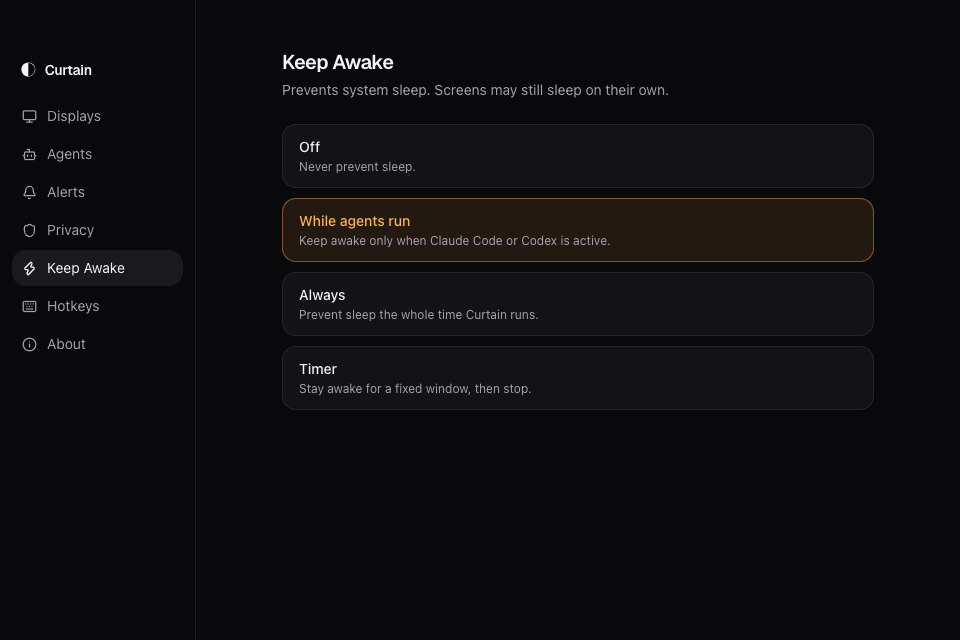 Curtain
Displays
Agents
Alerts
Privacy
Keep Awake
Hotkeys
About
Keep Awake
Prevents system sleep. Screens may still sleep on their own.
Off
Never prevent sleep.
While agents run
Keep awake only when Claude Code or Codex is active.
Always
Prevent sleep the whole time Curtain runs.
Timer
Stay awake for a fixed window, then stop.